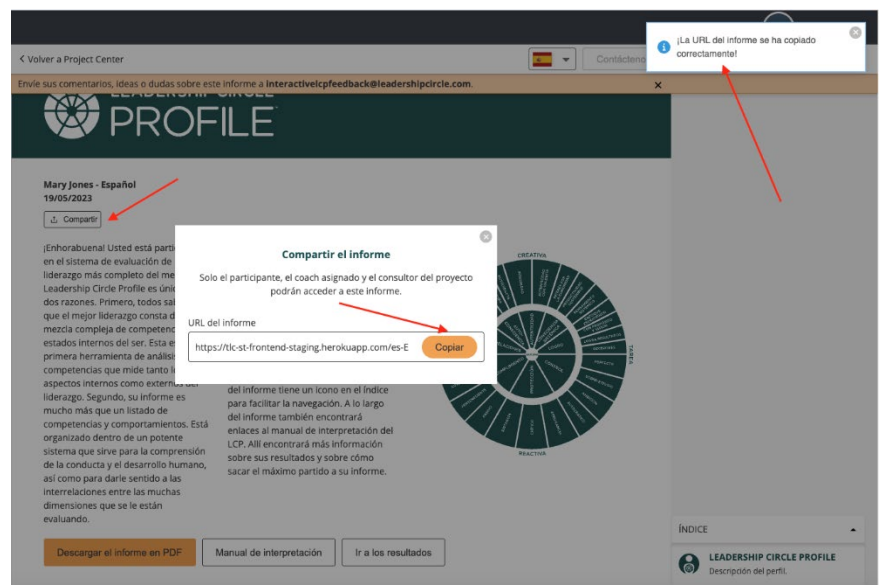 ¡La URL del informe se ha copiado
correctamente!
Volver a Project Center
Envíe sus comentarios, ideas o dudas sobre este informe a interactivelcpfeedback@leadershipcircle.com.
PROFILE
Mary Jones - Español
19/05/2023
Compartir
¡Enhorabuena! Usted está
en el sistema de evaluación de
liderazgo más completo del
Leadership Circle Profile es
dos razones. Primero, todos
que el mejor liderazgo consta
mezcla compleja de
estados internos del ser. Esta
primera herramienta de análisis
competencias que mide tanto
aspectos internos como externos del
liderazgo. Segundo, su informe es
mucho más que un listado de
competencias y comportamientos. Está
organizado dentro de un potente
sistema que sirve para la comprensión
de la conducta y el desarrollo humano,
así como para darle sentido a las
interrelaciones entre las muchas
dimensiones que se le están
evaluando.
Compartir el informe
Solo el participante, el coach asignado y el consultor del proyecto
podrán acceder a este informe.
URL del informe
https://tlc-st-frontend-staging.herokuapp.com/es-E
Copiar
del informe tiene un icono en el índice
para facilitar la navegación. A lo largo
del informe también encontrará
enlaces al manual de interpretación del
LCP. Allí encontrará más información
sobre sus resultados y sobre cómo
sacar el máximo partido a su informe.
CREATIVA
TAREA
REACTIVA
Descargar el informe en PDF
Manual de interpretación
Ir a los resultados
ÍNDICE
LEADERSHIP CIRCLE PROFILE
Descripción del perfil.